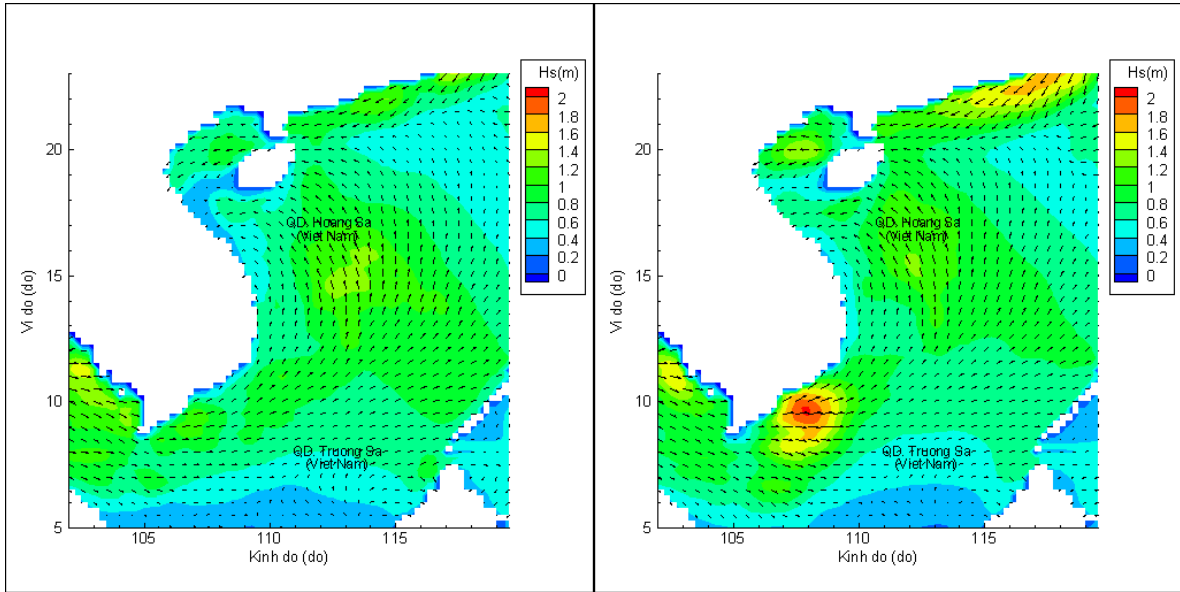 Hs(m)
2
1.8
1.6
1.4
1.2
1
0.8
0.6
0.4
0.2
0
20
15
10
5
Vi do (do)
105
110
115
Kinh do (do)
QD. Hoang Sa
(Viet Nam)
QD. Truong Sa
(Viet Nam)
Hs(m)
2
1.8
1.6
1.4
1.2
1
0.8
0.6
0.4
0.2
0
20
15
10
5
Vi do (do)
105
110
115
Kinh do (do)
QD. Hoang Sa
(Viet Nam)
QD. Truong Sa
(Viet Nam)